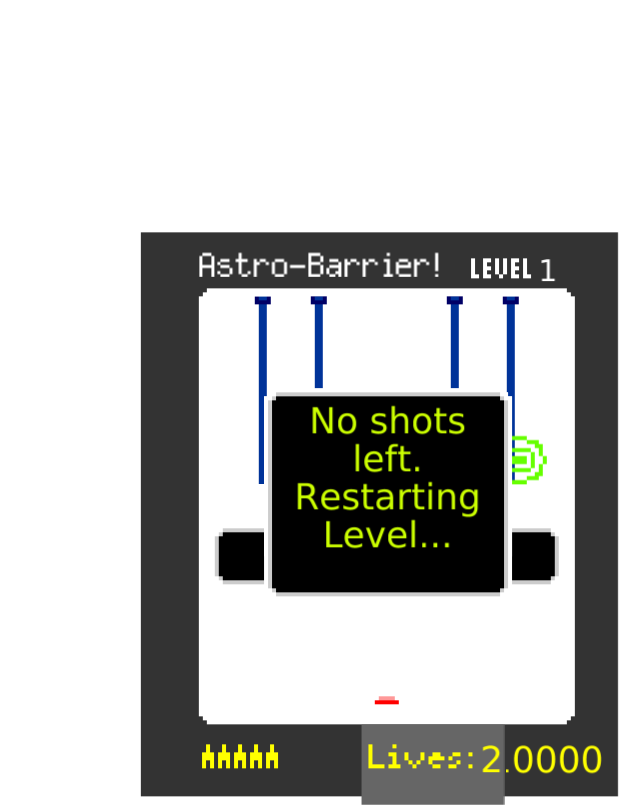 Astro-Barrier! LEVEL 1
No shots
left.
Restarting
Level...
Lives:2.0000